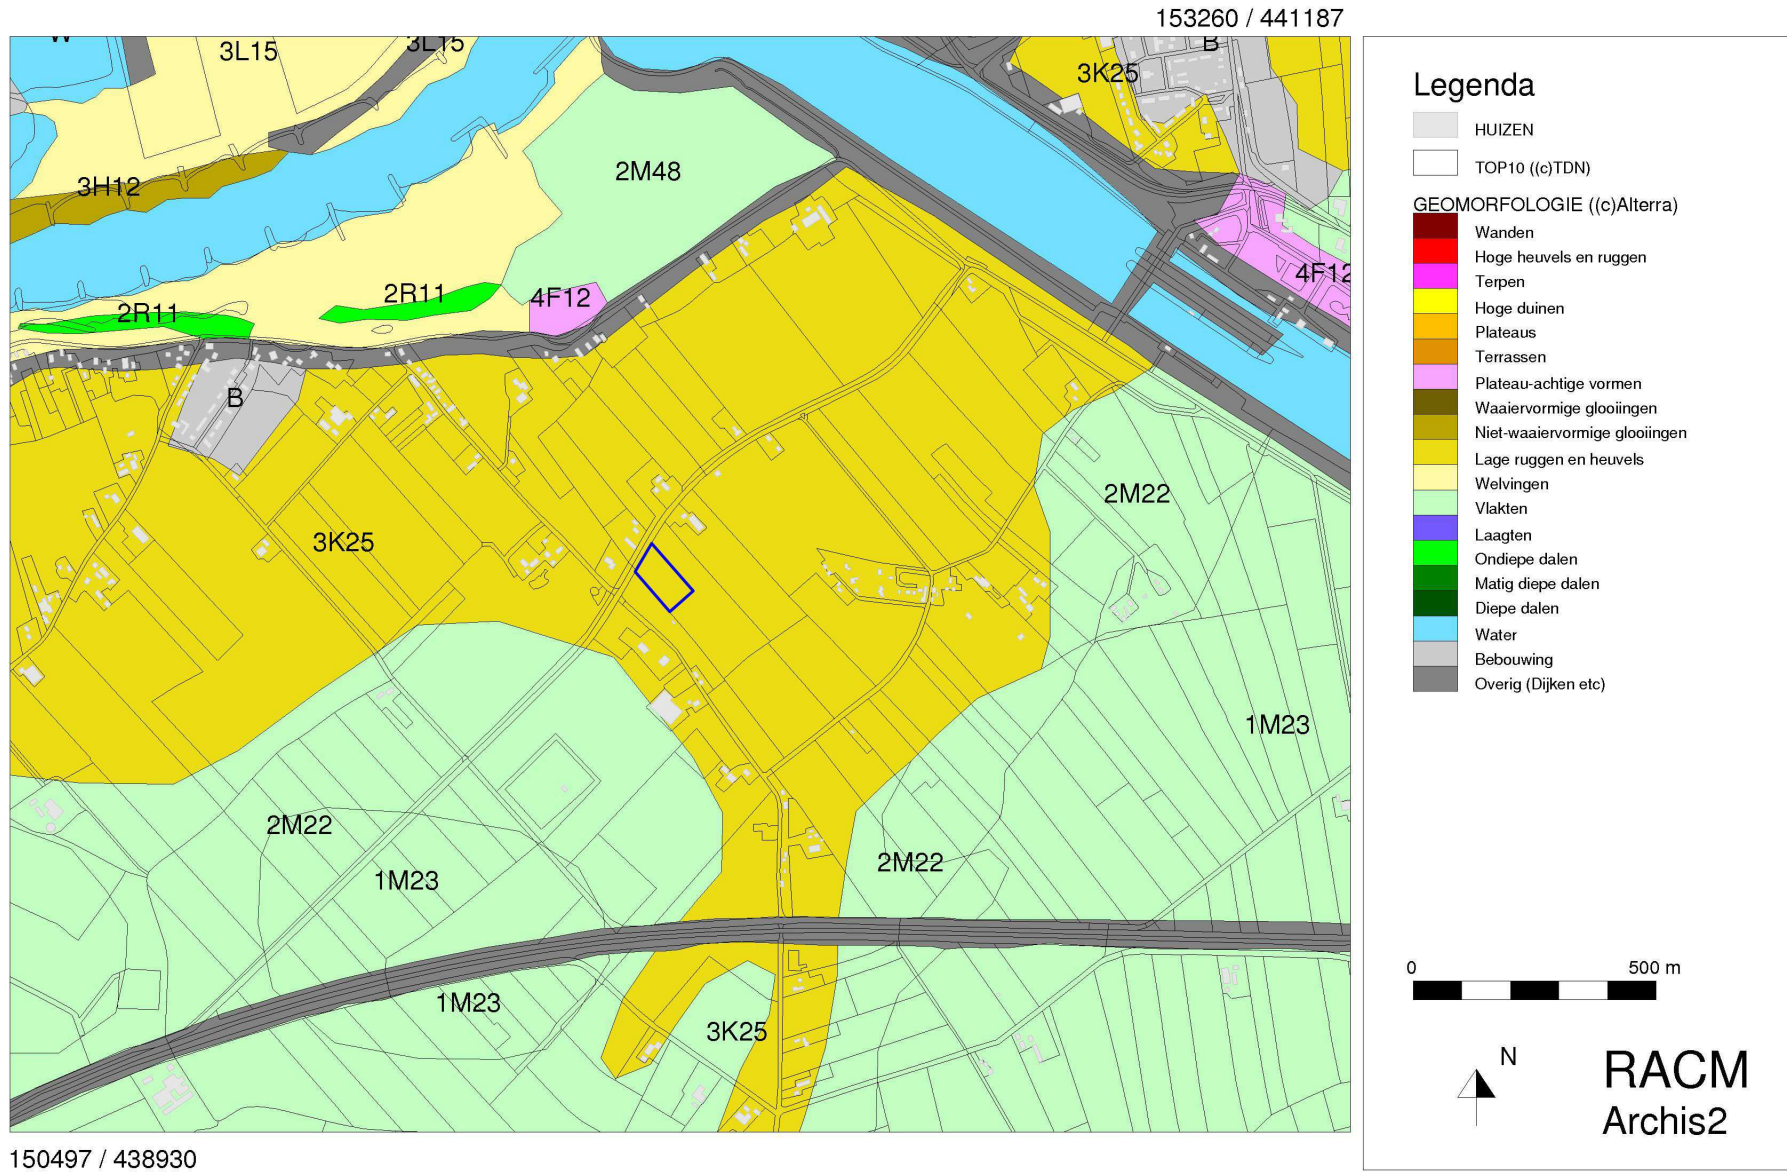 153260 / 441187
W
3L15
3L15
B
3K25
3H12
2M48
2R11
2R11
4F12
4F12
B
3K25
2M22
1M23
2M22
1M23
2M22
1M23
3K25
150497 / 438930
Legenda
HUIZEN
TOP10 ((c)TDN)
GEOMORFOLOGIE ((c)Alterra)
Wanden
Hoge heuvels en ruggen
Terpen
Hoge duinen
Plateaus
Terrassen
Plateau-achtige vormen
Waaiervormige glooiingen
Niet-waaiervormige glooiingen
Lage ruggen en heuvels
Welvingen
Vlakten
Laagten
Ondiepe dalen
Matig diepe dalen
Diepe dalen
Water
Bebouwing
Overig (Dijken etc)
0 500 m
N
RACM
Archis2